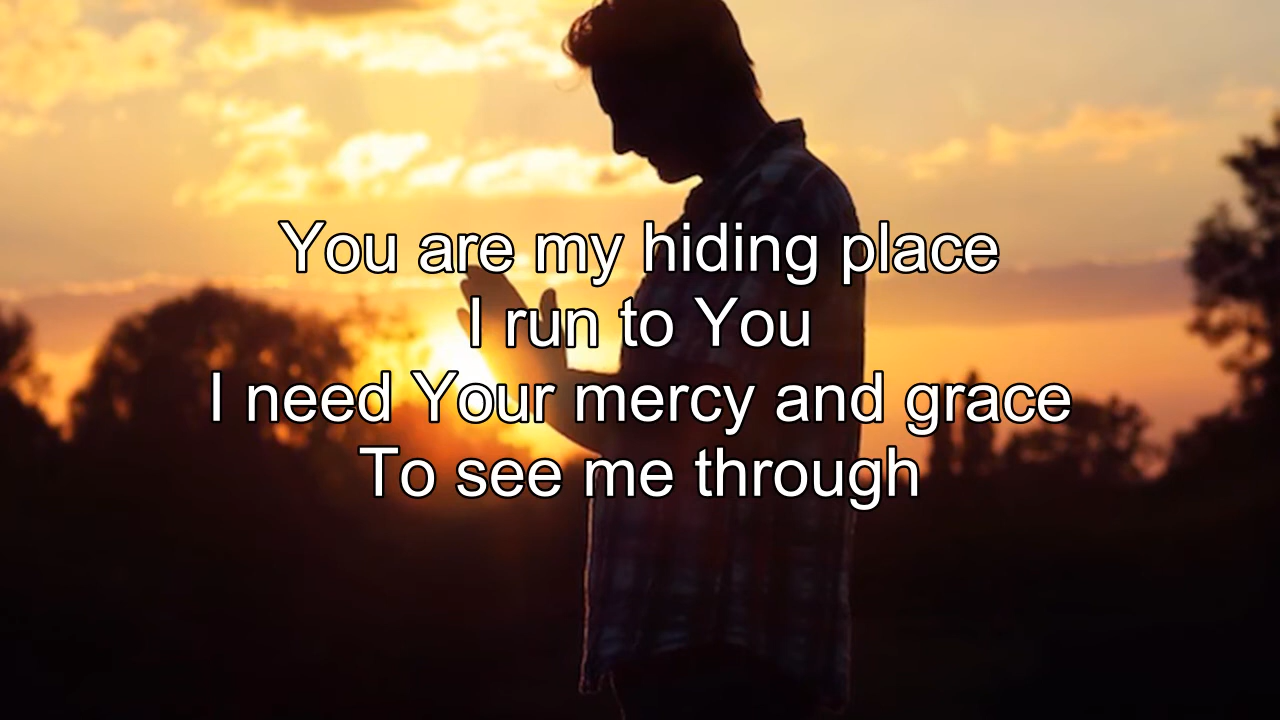 You are my hiding place
I run to You
I need Your mercy and grace
To see me through